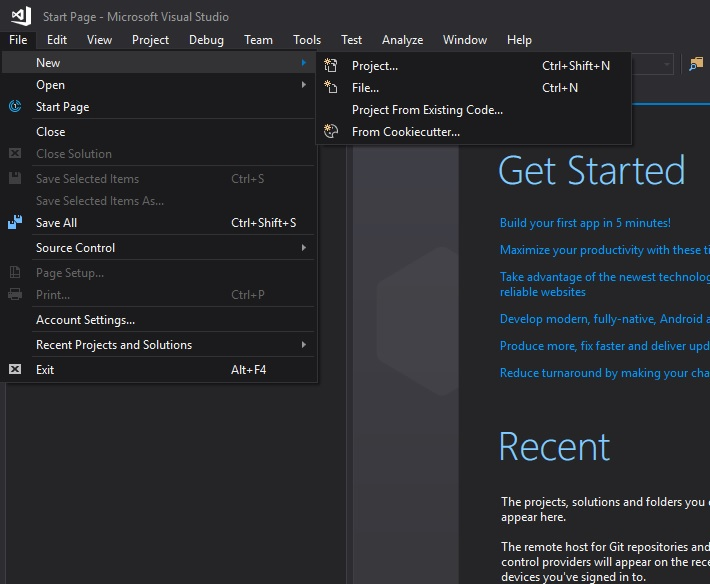 Start Page - Microsoft Visual Studio
File Edit View Project Debug Team Tools Test Analyze Window Help
New
Open
Start Page
Close
Close Solution
Save Selected Items Ctrl+S
Save Selected Items As...
Save All Ctrl+Shift+S
Source Control
Page Setup...
Print... Ctrl+P
Account Settings...
Recent Projects and Solutions
Exit Alt+F4
Project... Ctrl+Shift+N
File... Ctrl+N
Project From Existing Code...
From Cookiecutter...
Get Started
Build your first app in 5 minutes!
Maximize your productivity with these
Take advantage of the newest
reliable websites
Develop modern, fully-native, Android
Produce more, fix faster and deliver
Reduce turnaround by making your
Recent
The projects, solutions and folders you
appear here.
The remote host for Git repositories and
control providers will appear on the
devices you've signed in to.